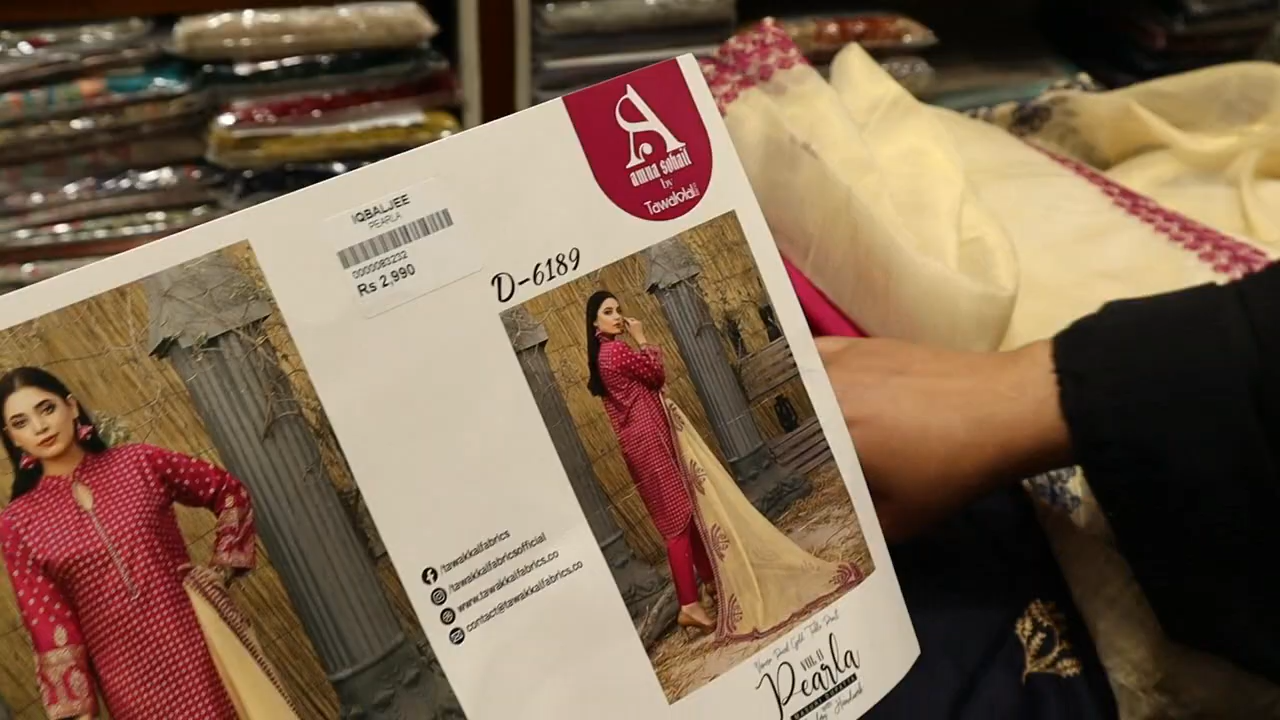 A
amna sohail
by
Tawakkal
IQBALJEE
PEARLA
0000083232
Rs 2,990
D-6189
/tawakkalfabrics
/tawakkalfabricsofficial
www.tawakkalfabrics.co
contact@tawakkalfabrics.co
VOL II
Pearla